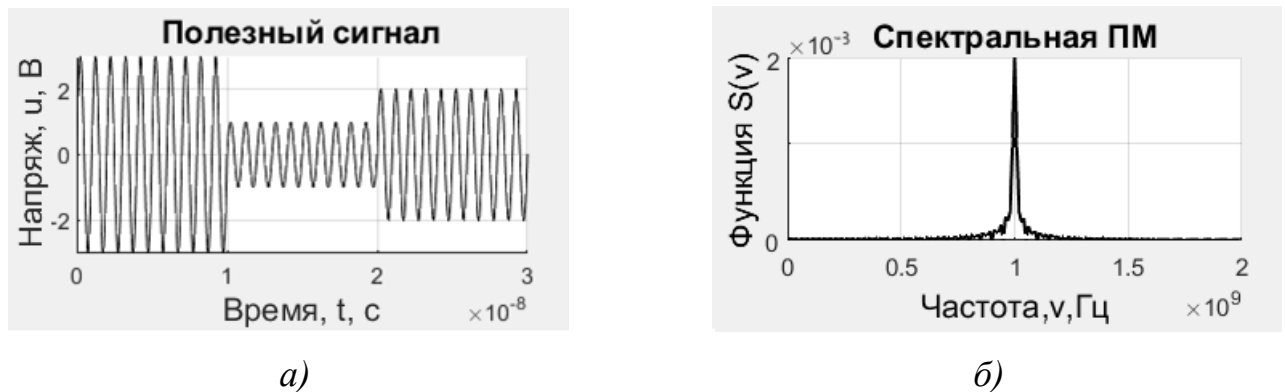 Полезный сигнал
Напряж, u, В
2
0
-2
0 1 2 3
Время, t, с ×10⁻⁸
а)
×10⁻³ Спектральная ПМ
Функция S(v)
2
0
0 0.5 1 1.5 2
Частота,v,Гц ×10⁹
б)